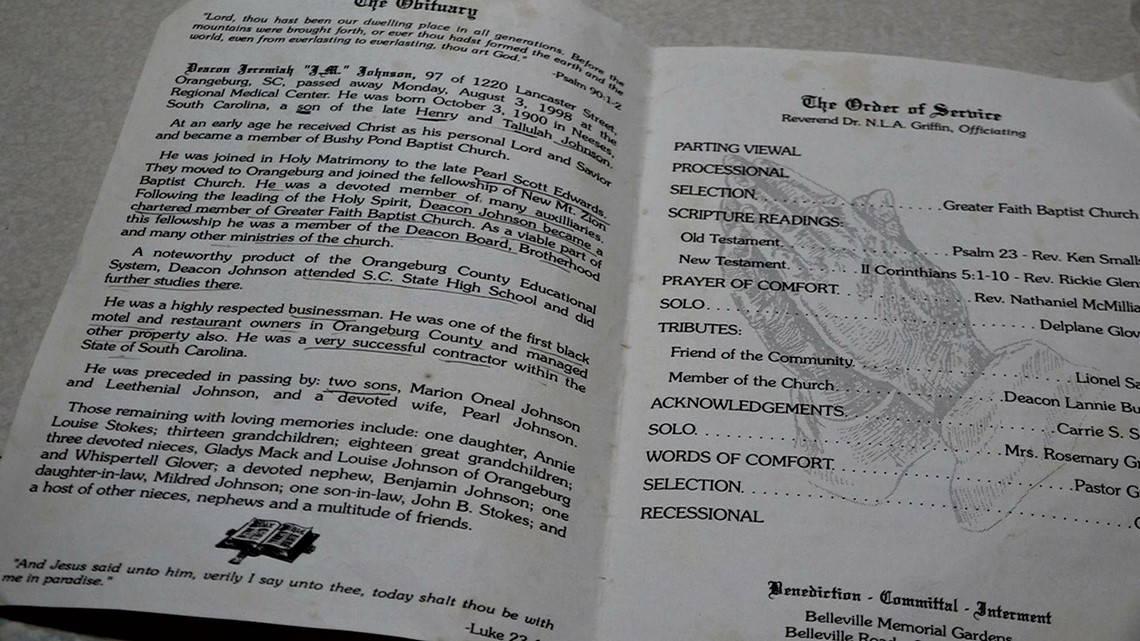 The Obituary
"Lord, thou hast been our dwelling place in all generations. Before the
mountains were brought forth, or ever thou hadst formed the earth and the
world, even from everlasting to everlasting, thou art God."
-Psalm 90:1-2
Deacon Jeremiah "J.M." Johnson, 97 of 1220 Lancaster Street,
Orangeburg, SC, passed away Monday, August 3, 1998 at the
Regional Medical Center. He was born October 3, 1900 in Neeses,
South Carolina, a son of the late Henry and Tallulah Johnson.
At an early age he received Christ as his personal Lord and Savior
and became a member of Bushy Pond Baptist Church.
He was joined in Holy Matrimony to the late Pearl Scott Edwards.
They moved to Orangeburg and joined the fellowship of New Mt. Zion
Baptist Church. He was a devoted member of many auxilliaries.
Following the leading of the Holy Spirit, Deacon Johnson became a
chartered member of Greater Faith Baptist Church. As a viable part of
this fellowship he was a member of the Deacon Board, Brotherhood
and many other ministries of the church.
A noteworthy product of the Orangeburg County Educational
System, Deacon Johnson attended S.C. State High School and did
further studies there.
He was a highly respected businessman. He was one of the first black
motel and restaurant owners in Orangeburg County and managed
other property also. He was a very successful contractor within the
State of South Carolina.
He was preceded in passing by: two sons, Marion Oneal Johnson
and Leethenial Johnson, and a devoted wife, Pearl Johnson.
Those remaining with loving memories include: one daughter, Annie
Louise Stokes; thirteen grandchildren; eighteen great grandchildren;
three devoted nieces, Gladys Mack and Louise Johnson of Orangeburg
and Whispertell Glover; a devoted nephew, Benjamin Johnson; one
daughter-in-law, Mildred Johnson; one son-in-law, John B. Stokes; and
a host of other nieces, nephews and a multitude of friends.
"And Jesus said unto him, verily I say unto thee, today shalt thou be with
me in paradise."
-Luke 23
The Order of Service
Reverend Dr. N.L.A. Griffin, Officiating
PARTING VIEWAL
PROCESSIONAL
SELECTION. . . . . . . . . . . . . . . Greater Faith Baptist Church
SCRIPTURE READINGS:
Old Testament. . . . . . . . . . . . . Psalm 23 - Rev. Ken Smalls
New Testament. . . . . . . II Corinthians 5:1-10 - Rev. Rickie Glen
PRAYER OF COMFORT. . . . . . . . . . . Rev. Nathaniel McMillia
SOLO. . . . . . . . . . . . . . . . . . . . . . . Delplane Glov
TRIBUTES:
Friend of the Community. . . . . . . . . . . . . . . Lionel Sa
Member of the Church. . . . . . . . . . . . Deacon Lannie Bu
ACKNOWLEDGEMENTS. . . . . . . . . . . . . . . . Carrie S. S
SOLO. . . . . . . . . . . . . . . . . . . . . Mrs. Rosemary Gr
WORDS OF COMFORT. . . . . . . . . . . . . . . . . Pastor G
SELECTION. . . . . . . . . . . . . . . . . . . . . . . . .
RECESSIONAL
Benediction - Committal - Interment
Belleville Memorial Gardens
Belleville Road